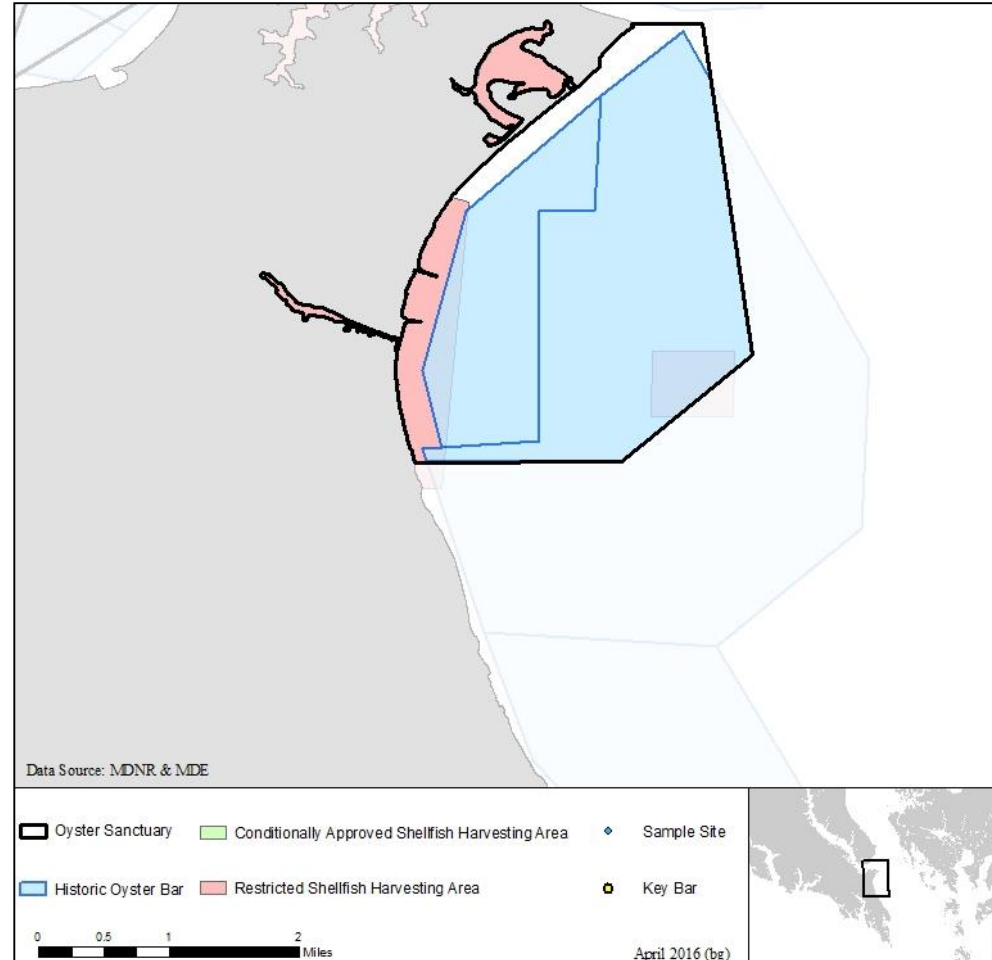 Data Source: MDNR & MDE
Oyster Sanctuary
Conditionally Approved Shellfish Harvesting Area
Sample Site
Historic Oyster Bar
Restricted Shellfish Harvesting Area
Key Bar
0 0.5 1 2
Miles
April 2016 (bg)